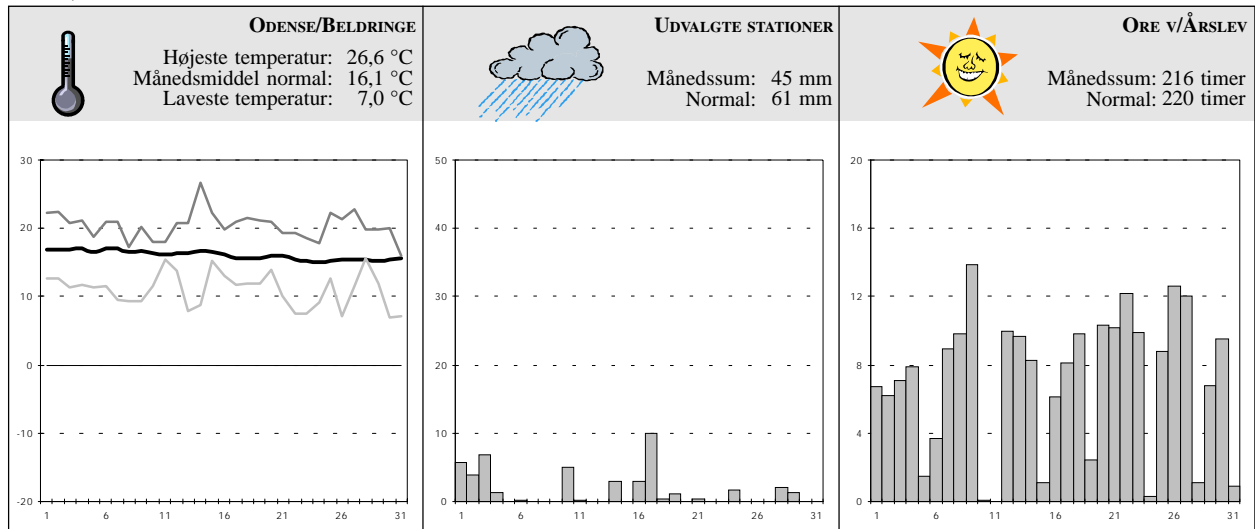 ODENSE/BELDRINGE
Højeste temperatur: 26,6 °C
Månedsmiddel normal: 16,1 °C
Laveste temperatur: 7,0 °C
30
20
10
0
-10
-20
1 6 11 16 21 26 31
UDVALGTE STATIONER
Månedssum: 45 mm
Normal: 61 mm
50
40
30
20
10
0
1 6 11 16 21 26 31
ORE V/ÅRSLEV
Månedssum: 216 timer
Normal: 220 timer
20
16
12
8
4
0
1 6 11 16 21 26 31